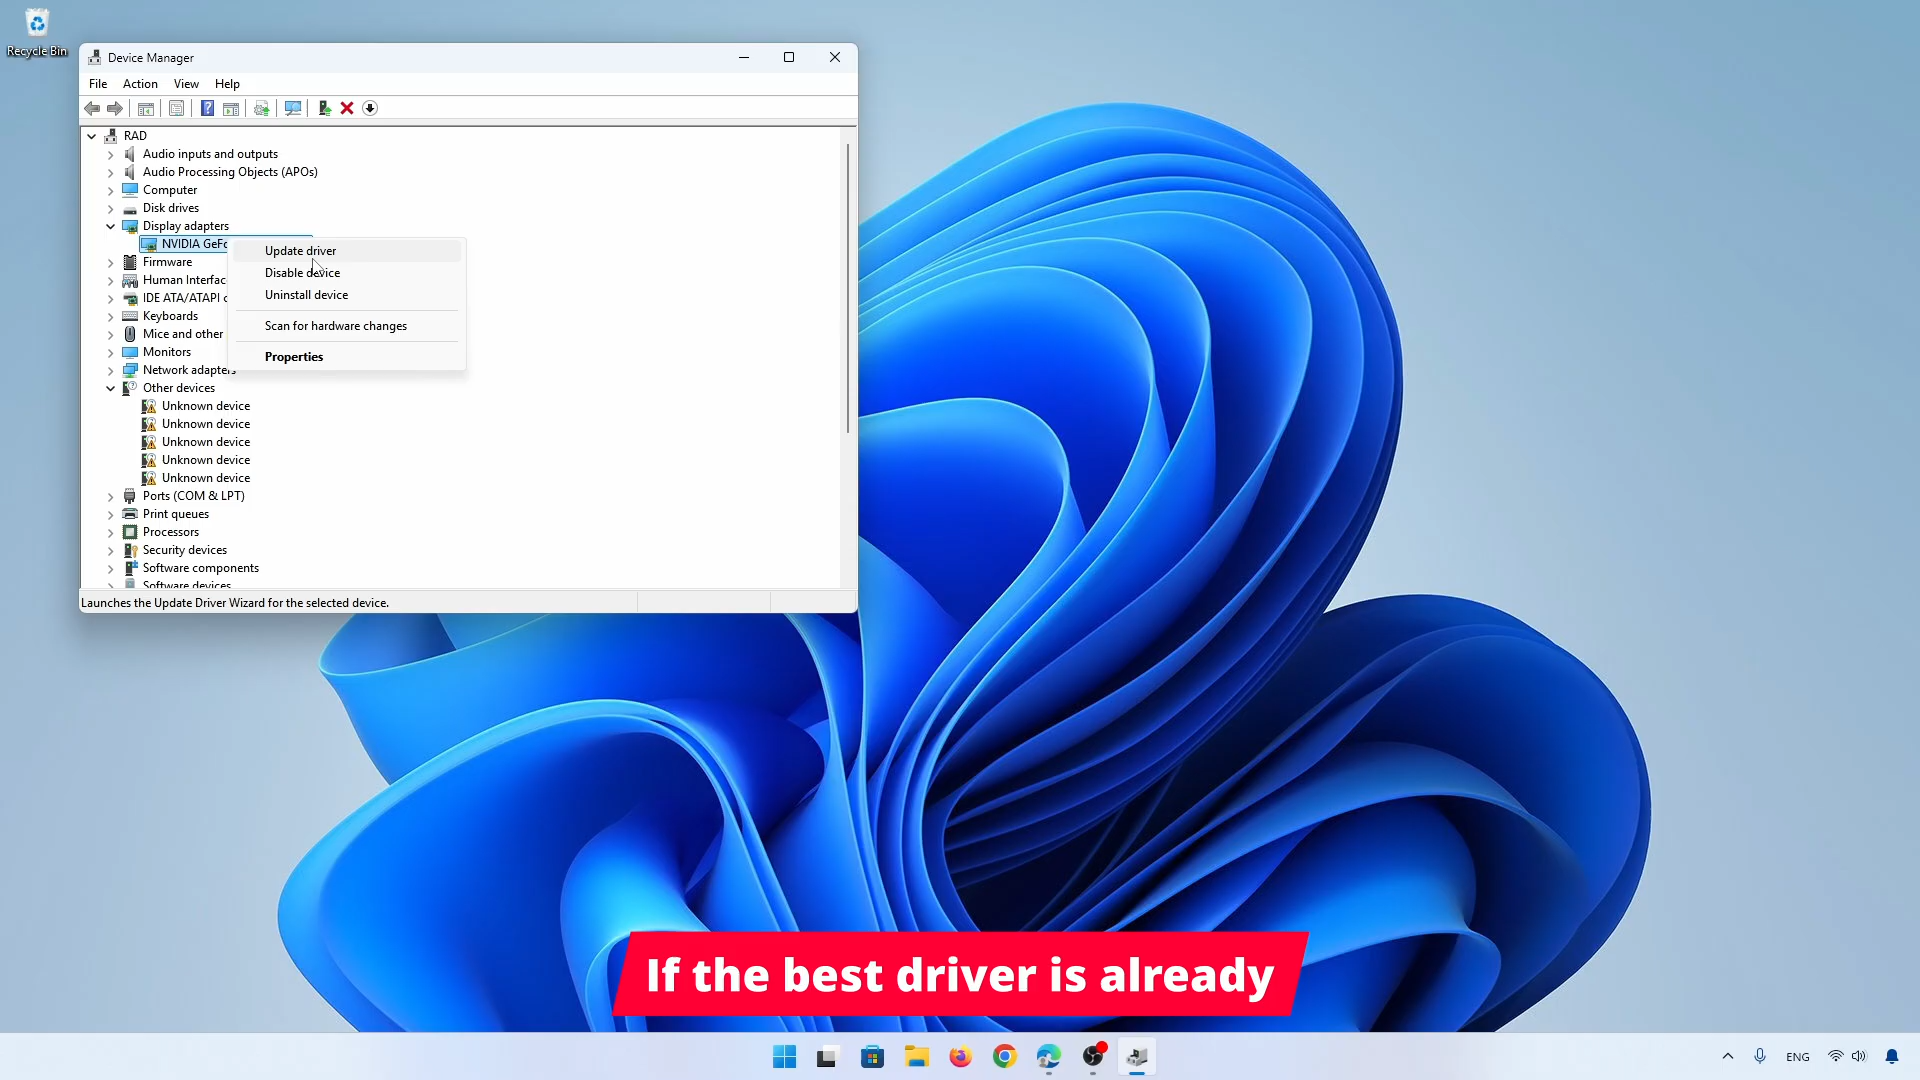 Recycle Bin
Device Manager
File Action View Help
RAD
Audio inputs and outputs
Audio Processing Objects (APOs)
Computer
Disk drives
Display adapters
NVIDIA GeFo
Firmware
Human Interfac
IDE ATA/ATAPI c
Keyboards
Mice and other
Monitors
Network adapters
Other devices
Unknown device
Unknown device
Unknown device
Unknown device
Unknown device
Ports (COM & LPT)
Print queues
Processors
Security devices
Software components
Software devices
Update driver
Disable device
Uninstall device
Scan for hardware changes
Properties
Launches the Update Driver Wizard for the selected device.
If the best driver is already
ENG